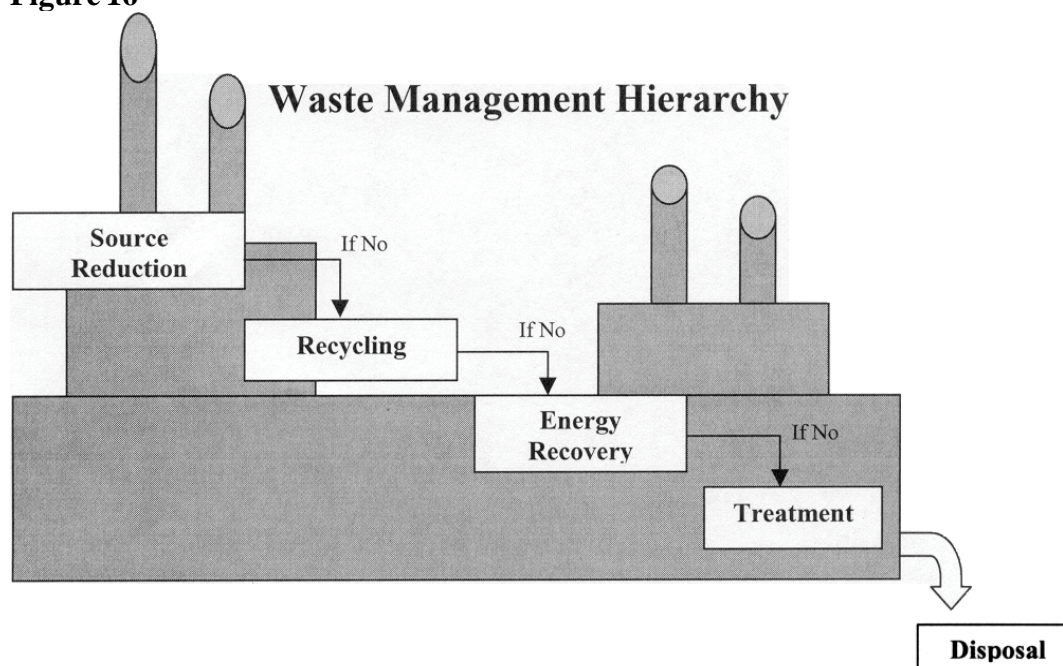 Figure 16
Waste Management Hierarchy
Source
Reduction
If No
Recycling
If No
Energy
Recovery
If No
Treatment
Disposal